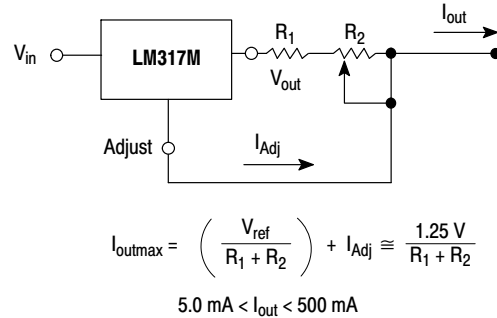 I_out
R_1 R_2
V_in LM317M
V_out
Adjust I_Adj
I_outmax = ( V_ref / R_1 + R_2 ) + I_Adj ≅ 1.25 V / R_1 + R_2
5.0 mA < I_out < 500 mA